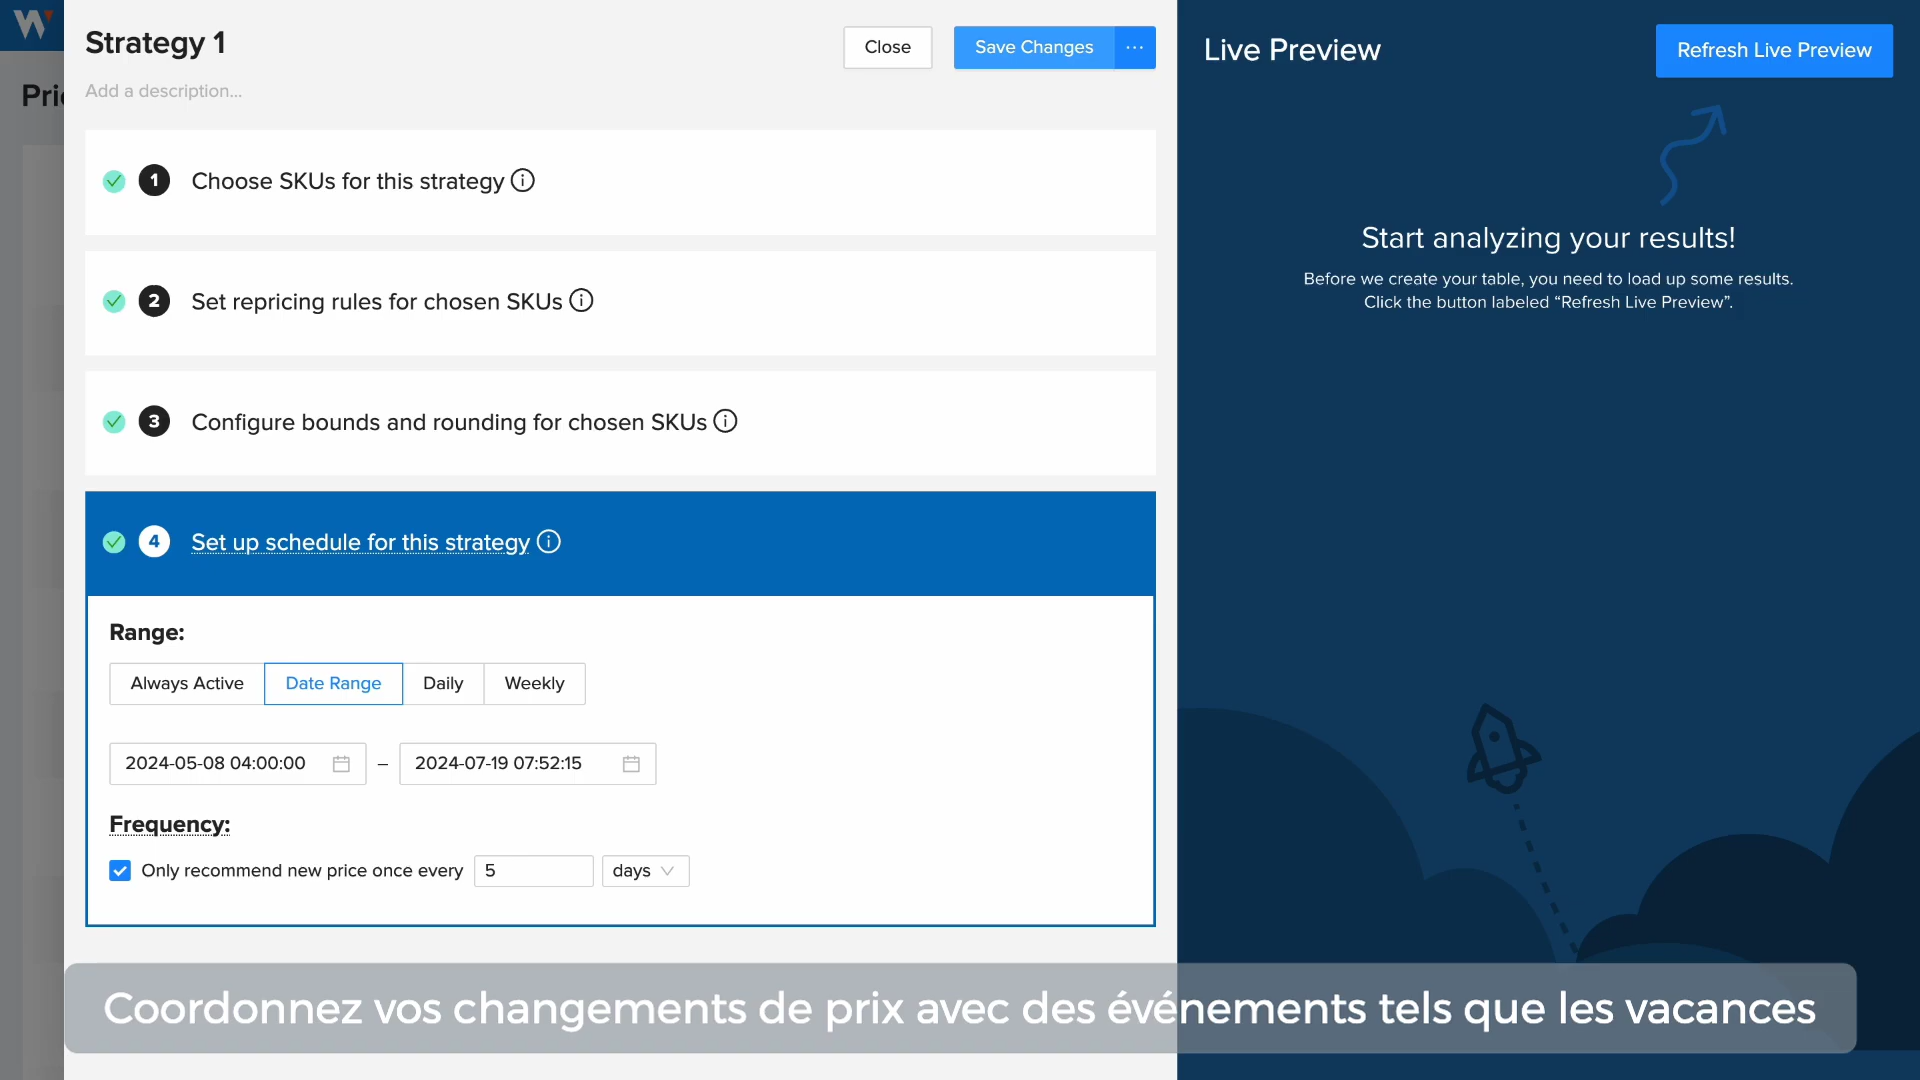 W
Pri
Strategy 1
Close
Save Changes
...
Add a description...
1 Choose SKUs for this strategy
2 Set repricing rules for chosen SKUs
3 Configure bounds and rounding for chosen SKUs
4 Set up schedule for this strategy
Range:
Always Active
Date Range
Daily
Weekly
2024-05-08 04:00:00 – 2024-07-19 07:52:15
Frequency:
Only recommend new price once every 5 days
Live Preview
Refresh Live Preview
Start analyzing your results!
Before we create your table, you need to load up some results.
Click the button labeled “Refresh Live Preview”.
Coordonnez vos changements de prix avec des événements tels que les vacances